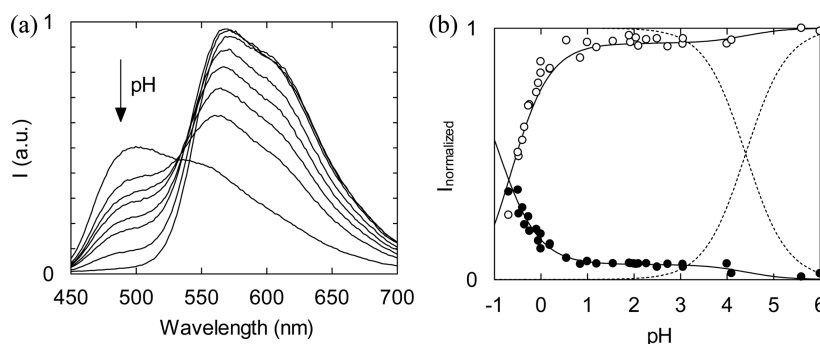 (a)
1
pH
I (a.u.)
0
450 500 550 600 650 700
Wavelength (nm)
(b)
1
I normalized
0
-1 0 1 2 3 4 5 6
pH